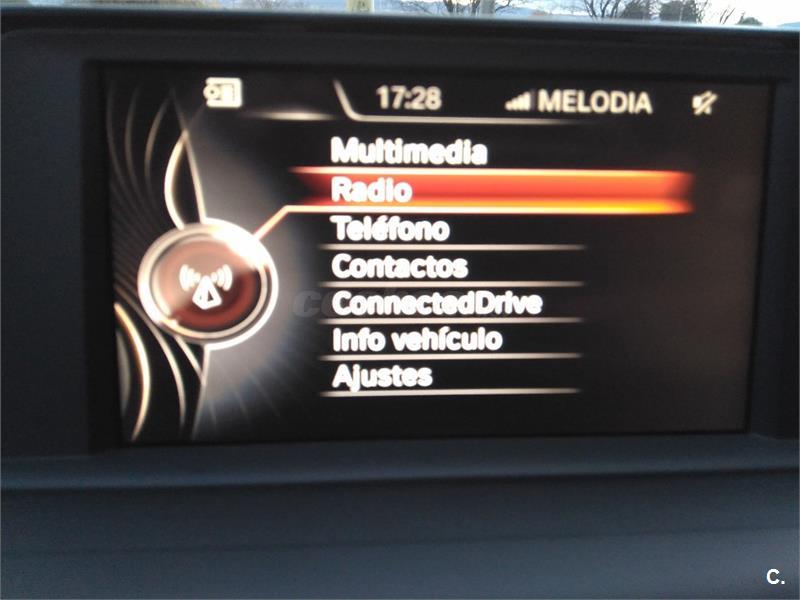 17:28 MELODIA
Multimedia
Radio
Teléfono
Contactos
ConnectedDrive
Info vehículo
Ajustes
C.